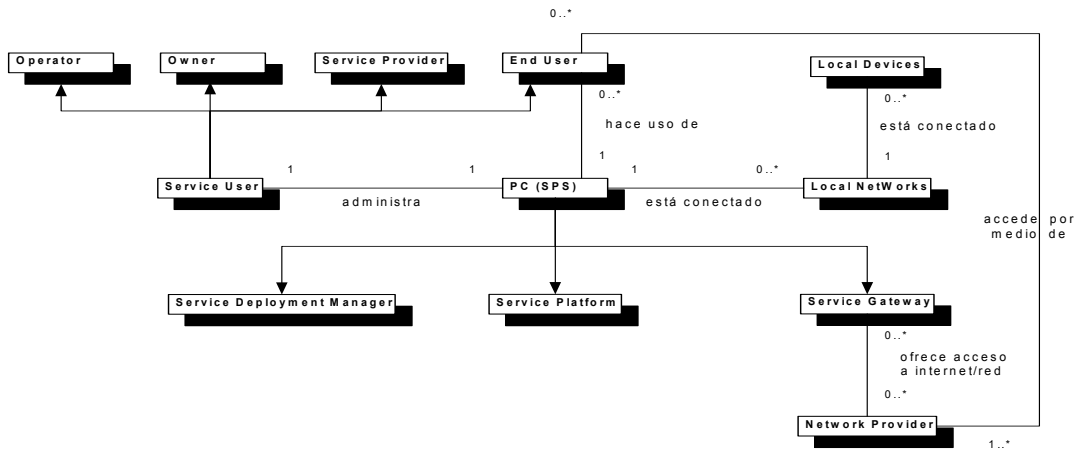 0..*
Operator
Owner
Service Provider
End User
Local Devices
0..*
0..*
hace uso de
está conectado
1
1
1
1
0..*
1
Service User
PC (SPS)
Local NetWorks
administra
está conectado
accede por
medio de
Service Deployment Manager
Service Platform
Service Gateway
0..*
ofrece acceso
a internet/red
0..*
Network Provider
1..*